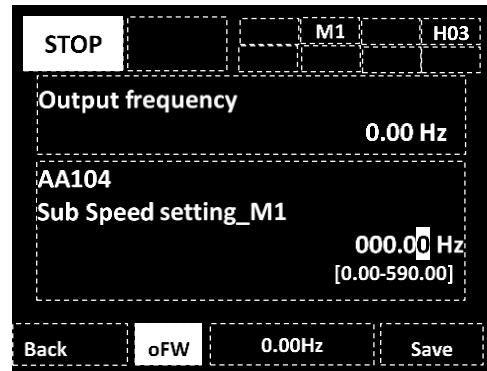 STOP M1 H03
Output frequency
0.00 Hz
AA104
Sub Speed setting_M1
000.00 Hz
[0.00-590.00]
Back oFW 0.00Hz Save